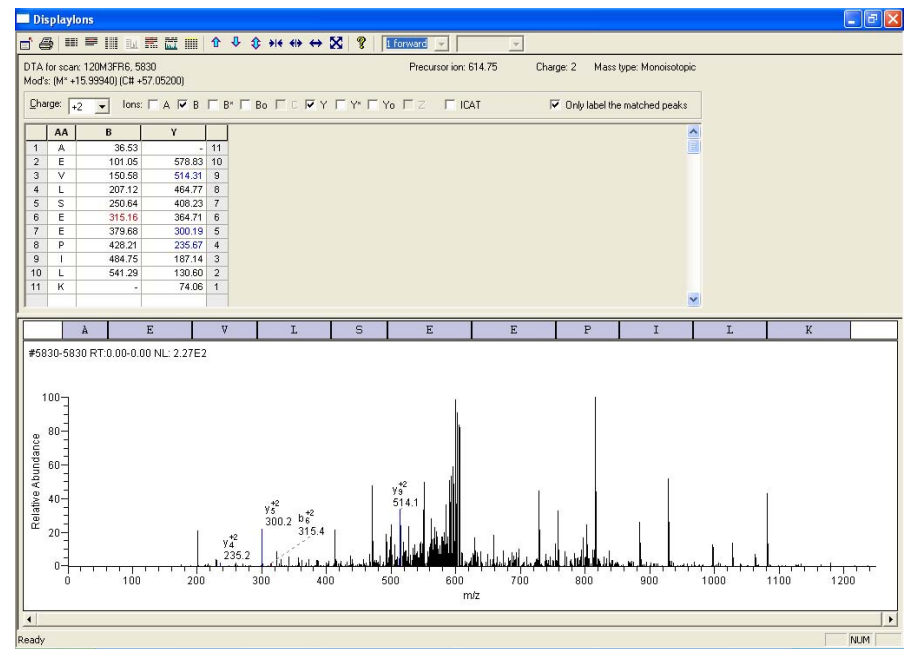 DisplayIons
1 forward
DTA for scan: 120M3FR6, 5830 Precursor ion: 614.75 Charge: 2 Mass type: Monoisotopic
Mod's: (M* +15.99940) (C# +57.05200)
Charge: +2 Ions: A B B* Bo C Y Y* Yo Z ICAT Only label the matched peaks
AA B Y
1 A 36.53 - 11
2 E 101.05 578.83 10
3 V 150.58 514.31 9
4 L 207.12 464.77 8
5 S 250.64 408.23 7
6 E 315.16 364.71 6
7 E 379.68 300.19 5
8 P 428.21 235.67 4
9 I 484.75 187.14 3
10 L 541.29 130.60 2
11 K - 74.06 1
A E V L S E E P I L K
#5830-5830 RT:0.00-0.00 NL: 2.27E2
100
80
60
40
20
0
Relative Abundance
y9+2
514.1
y5+2
300.2
b6+2
315.4
y4+2
235.2
0 100 200 300 400 500 600 700 800 900 1000 1100 1200
m/z
Ready NUM